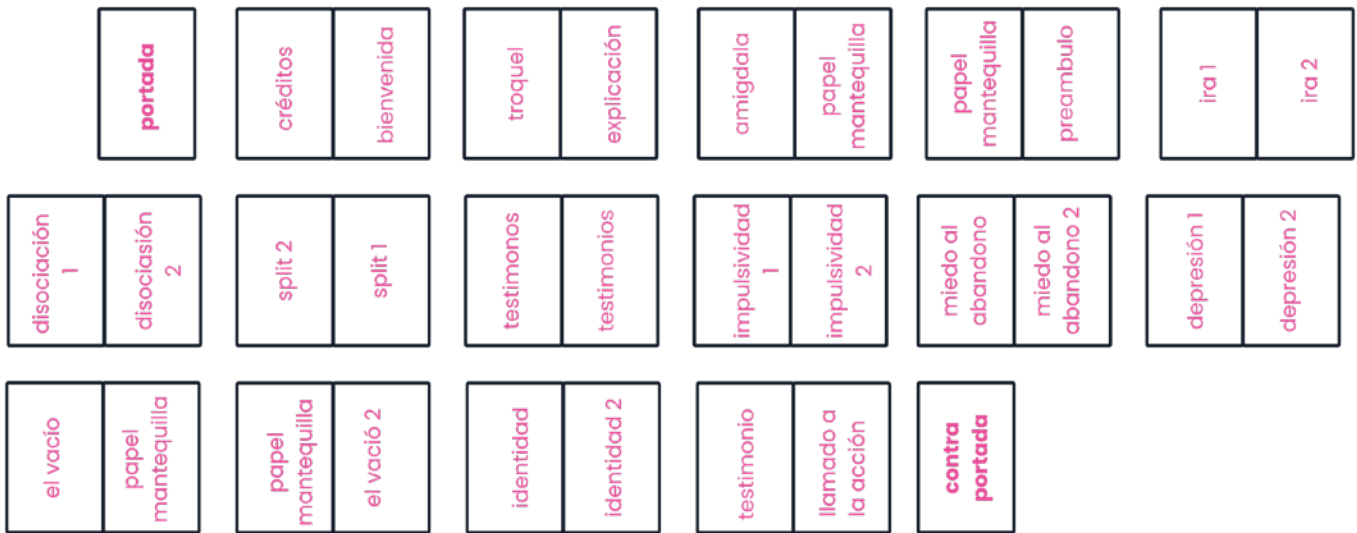 portada
créditos
bienvenida
troquel
explicación
amigdala
papel
mantequilla
papel
mantequilla
preambulo
ira 1
ira 2
disociación
1
disociasión
2
split 2
split 1
testimonos
testimonios
impulsividad
1
impulsividad
2
miedo al
abandono
miedo al
abandono 2
depresión 1
depresión 2
el vacío
papel
mantequilla
papel
mantequilla
el vació 2
identidad
identidad 2
testimonio
llamado a
la acción
contra
portada